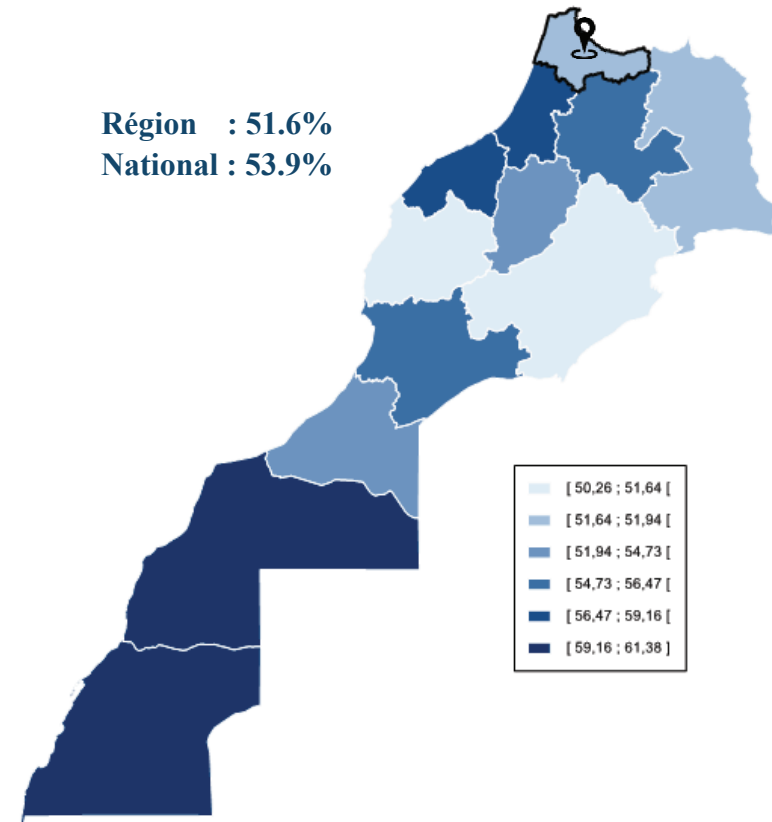 Région : 51.6%
National : 53.9%
[ 50,26 ; 51,64 [
[ 51,64 ; 51,94 [
[ 51,94 ; 54,73 [
[ 54,73 ; 56,47 [
[ 56,47 ; 59,16 [
[ 59,16 ; 61,38 ]